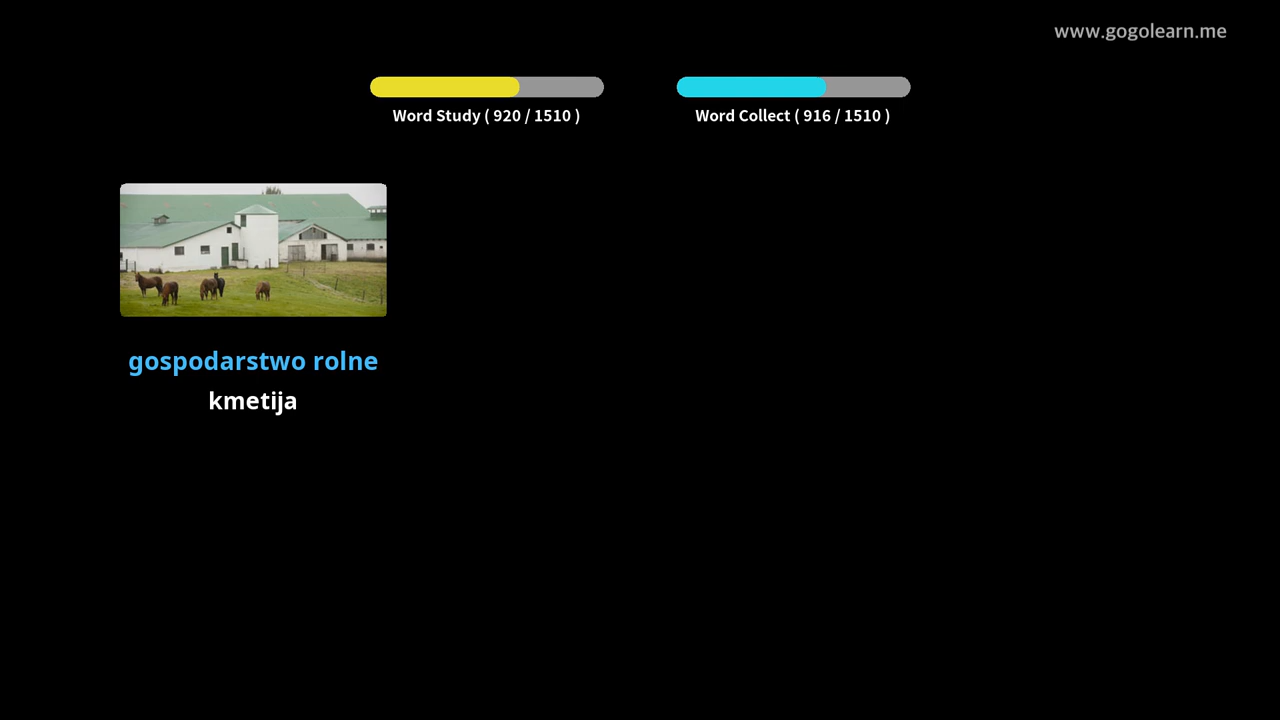 www.gogolearn.me
Word Study ( 920 / 1510 )
Word Collect ( 916 / 1510 )
gospodarstwo rolne
kmetija